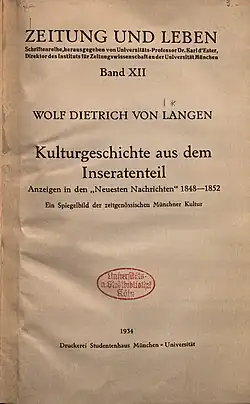 ZEITUNG UND LEBEN
Schriftenreihe, herausgegeben von Universitäts-Professor Dr. Karl d'Ester,
Direktor des Instituts für Zeitungswissenschaft an der Universität München
Band XII
WOLF DIETRICH VON LANGEN
Kulturgeschichte aus dem
Inseratenteil
Anzeigen in den „Neuesten Nachrichten" 1848—1852
Ein Spiegelbild der zeitgenössischen Münchner Kultur
Universitäts-
u. Stadtbibliothek
Köln
1934
Druckerei Studentenhaus München - Universität